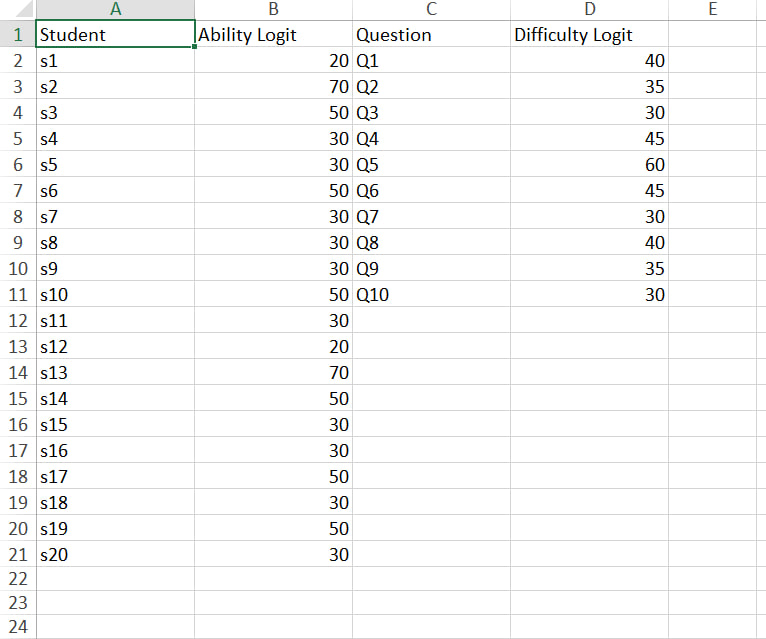 A B C D E
1 Student Ability Logit Question Difficulty Logit
2 s1 20 Q1 40
3 s2 70 Q2 35
4 s3 50 Q3 30
5 s4 30 Q4 45
6 s5 30 Q5 60
7 s6 50 Q6 45
8 s7 30 Q7 30
9 s8 30 Q8 40
10 s9 30 Q9 35
11 s10 50 Q10 30
12 s11 30
13 s12 20
14 s13 70
15 s14 50
16 s15 30
17 s16 30
18 s17 50
19 s18 30
20 s19 50
21 s20 30
22
23
24